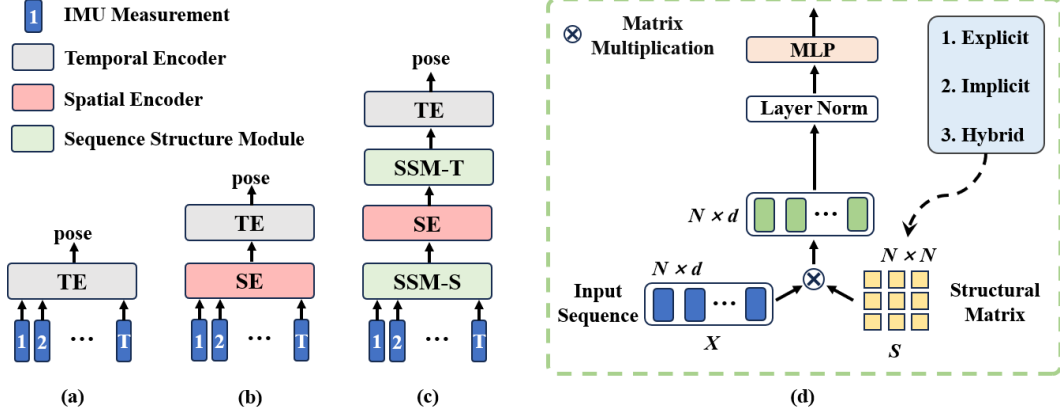 1 IMU Measurement
Temporal Encoder
Spatial Encoder
Sequence Structure Module
pose
TE
1 2 ... T
(a)
pose
TE
SE
1 2 ... T
(b)
pose
TE
SSM-T
SE
SSM-S
1 2 ... T
(c)
⊗ Matrix
Multiplication
MLP
Layer Norm
1. Explicit
2. Implicit
3. Hybrid
N × d
...
N × d
Input
Sequence
...
X
⊗
N × N
Structural
Matrix
S
(d)